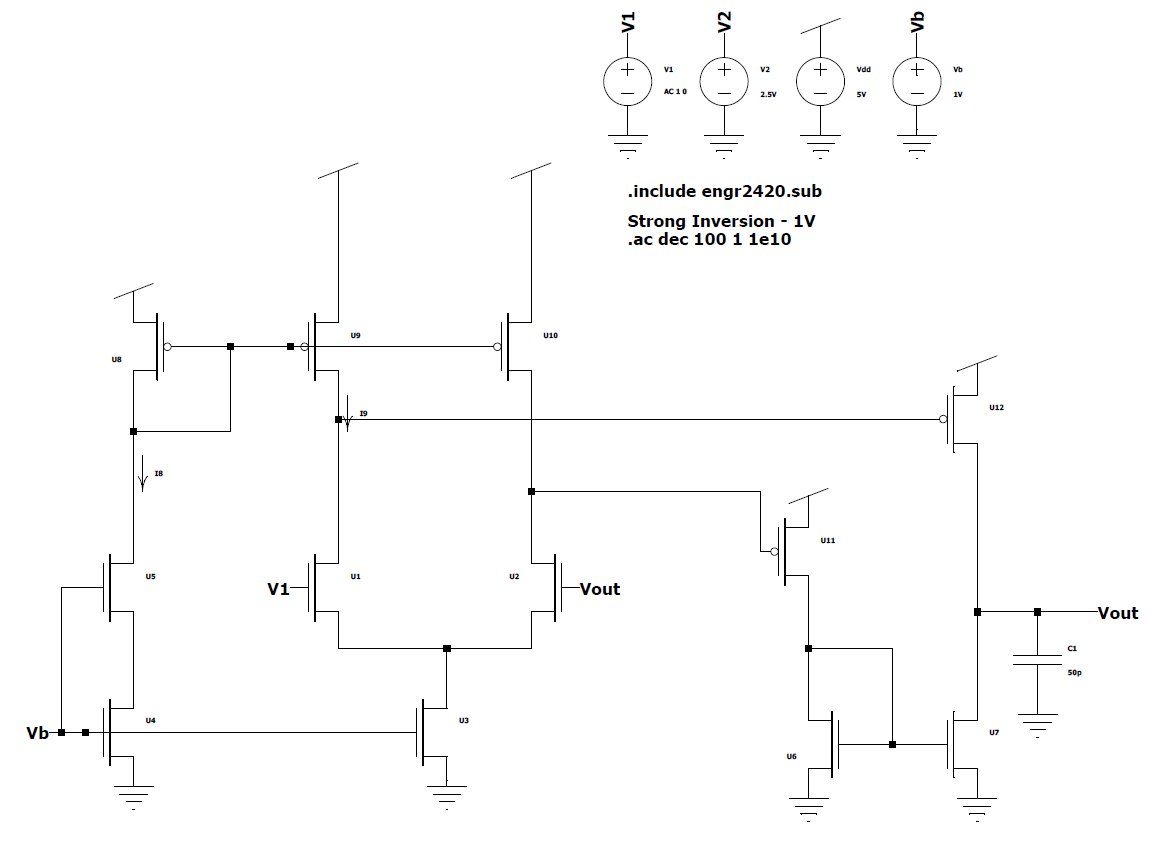 V1
V2
Vb
V1
AC 1 0
V2
2.5V
Vdd
5V
Vb
1V
.include engr2420.sub
Strong Inversion - 1V
.ac dec 100 1 1e10
U8
U9
U10
I9
U12
I8
U11
U5
V1
U1
U2
Vout
Vout
C1
50p
Vb
U4
U3
U6
U7